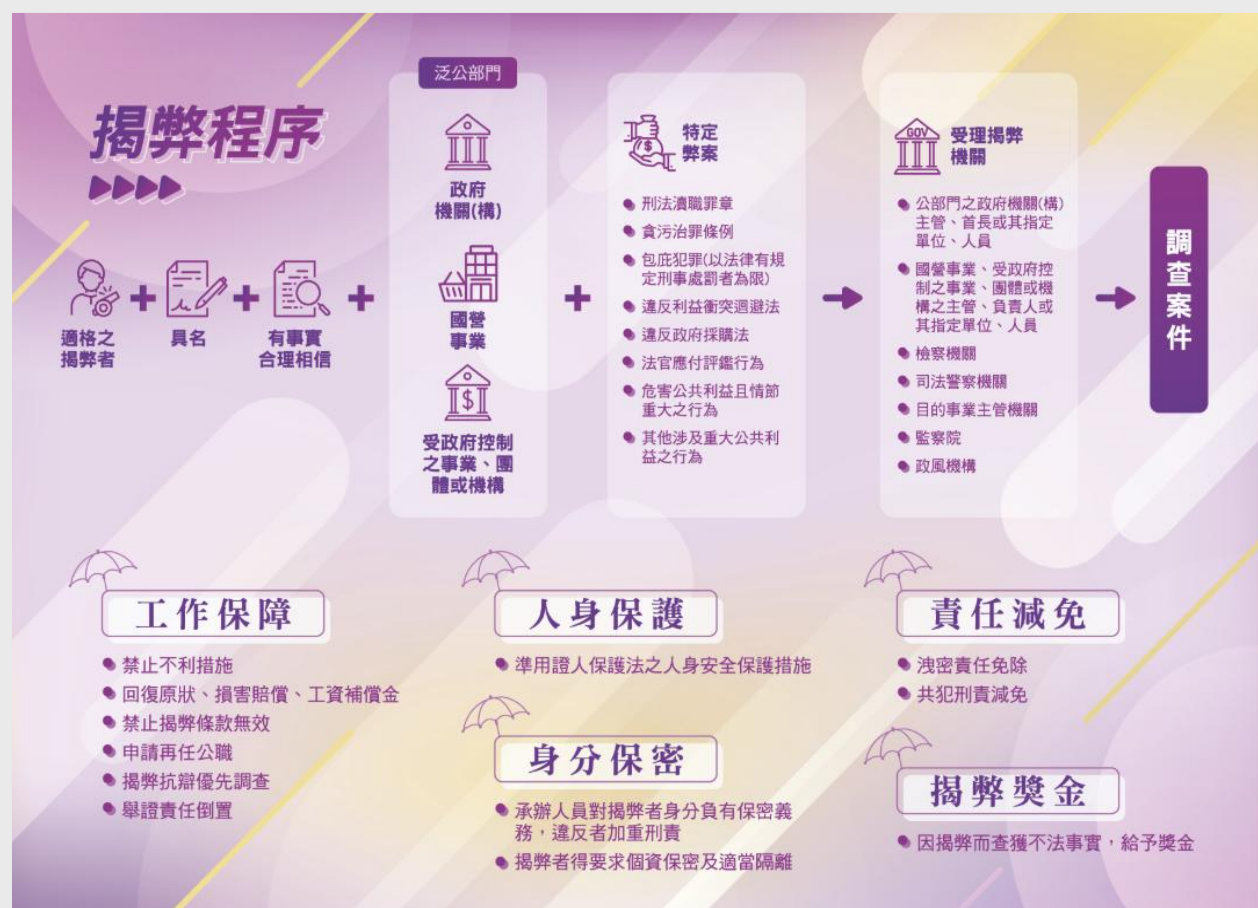 揭弊程序
適格之
揭弊者
+
具名
+
有事實
合理相信
+
泛公部門
政府
機關(構)
國營
事業
受政府控制
之事業、團
體或機構
+
特定
弊案
刑法瀆職罪章
貪污治罪條例
包庇犯罪(以法律有規
定刑事處罰者為限)
違反利益衝突迴避法
違反政府採購法
法官應付評鑑行為
危害公共利益且情節
重大之行為
其他涉及重大公共利
益之行為
GOV
受理揭弊
機關
公部門之政府機關(構)
主管、首長或其指定
單位、人員
國營事業、受政府控
制之事業、團體或機
構之主管、負責人或
其指定單位、人員
檢察機關
司法警察機關
目的事業主管機關
監察院
政風機構
調查案件
工作保障
禁止不利措施
回復原狀、損害賠償、工資補償金
禁止揭弊條款無效
申請再任公職
揭弊抗辯優先調查
舉證責任倒置
人身保護
準用證人保護法之人身安全保護措施
身分保密
承辦人員對揭弊者身分負有保密義
務,違反者加重刑責
揭弊者得要求個資保密及適當隔離
責任減免
洩密責任免除
共犯刑責減免
揭弊獎金
因揭弊而查獲不法事實,給予獎金